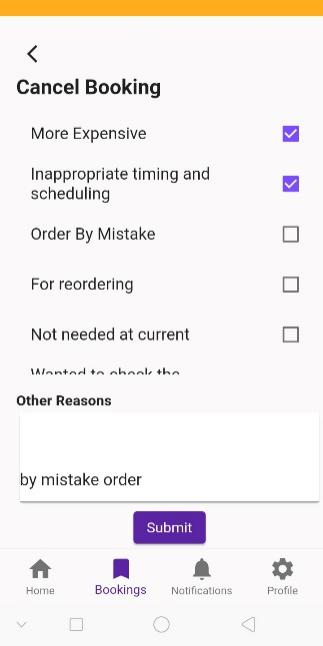 Cancel Booking
More Expensive
Inappropriate timing and
scheduling
Order By Mistake
For reordering
Not needed at current
Wanted to check the
Other Reasons
by mistake order
Submit
Home
Bookings
Notifications
Profile